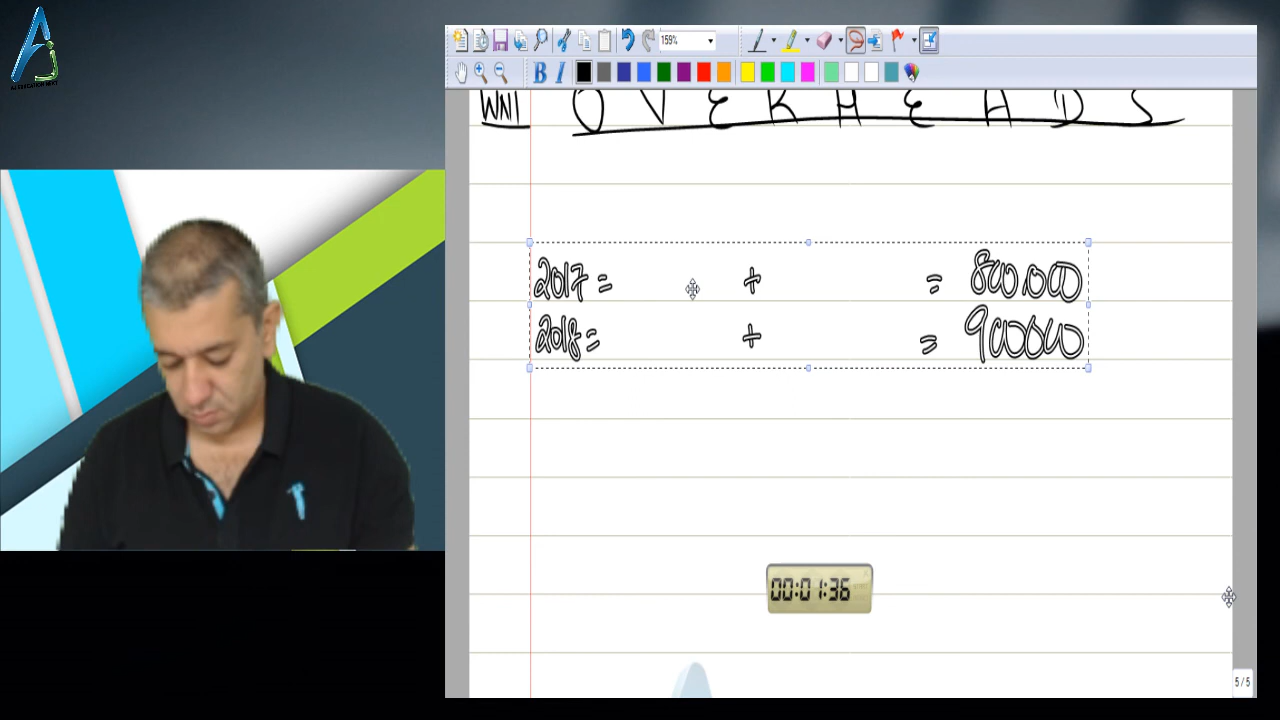 159%
B I
WN1 OVERHEADS
2017 = + = 800.000
2018 = + = 900000
00:01:36
5/5